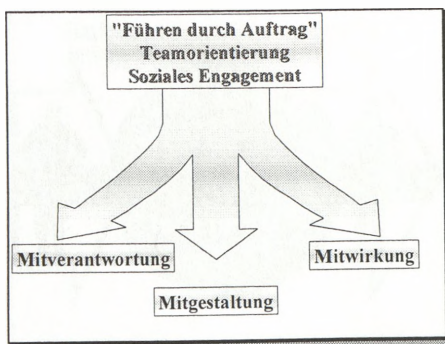 "Führen durch Auftrag"
Teamorientierung
Soziales Engagement
Mitverantwortung
Mitwirkung
Mitgestaltung